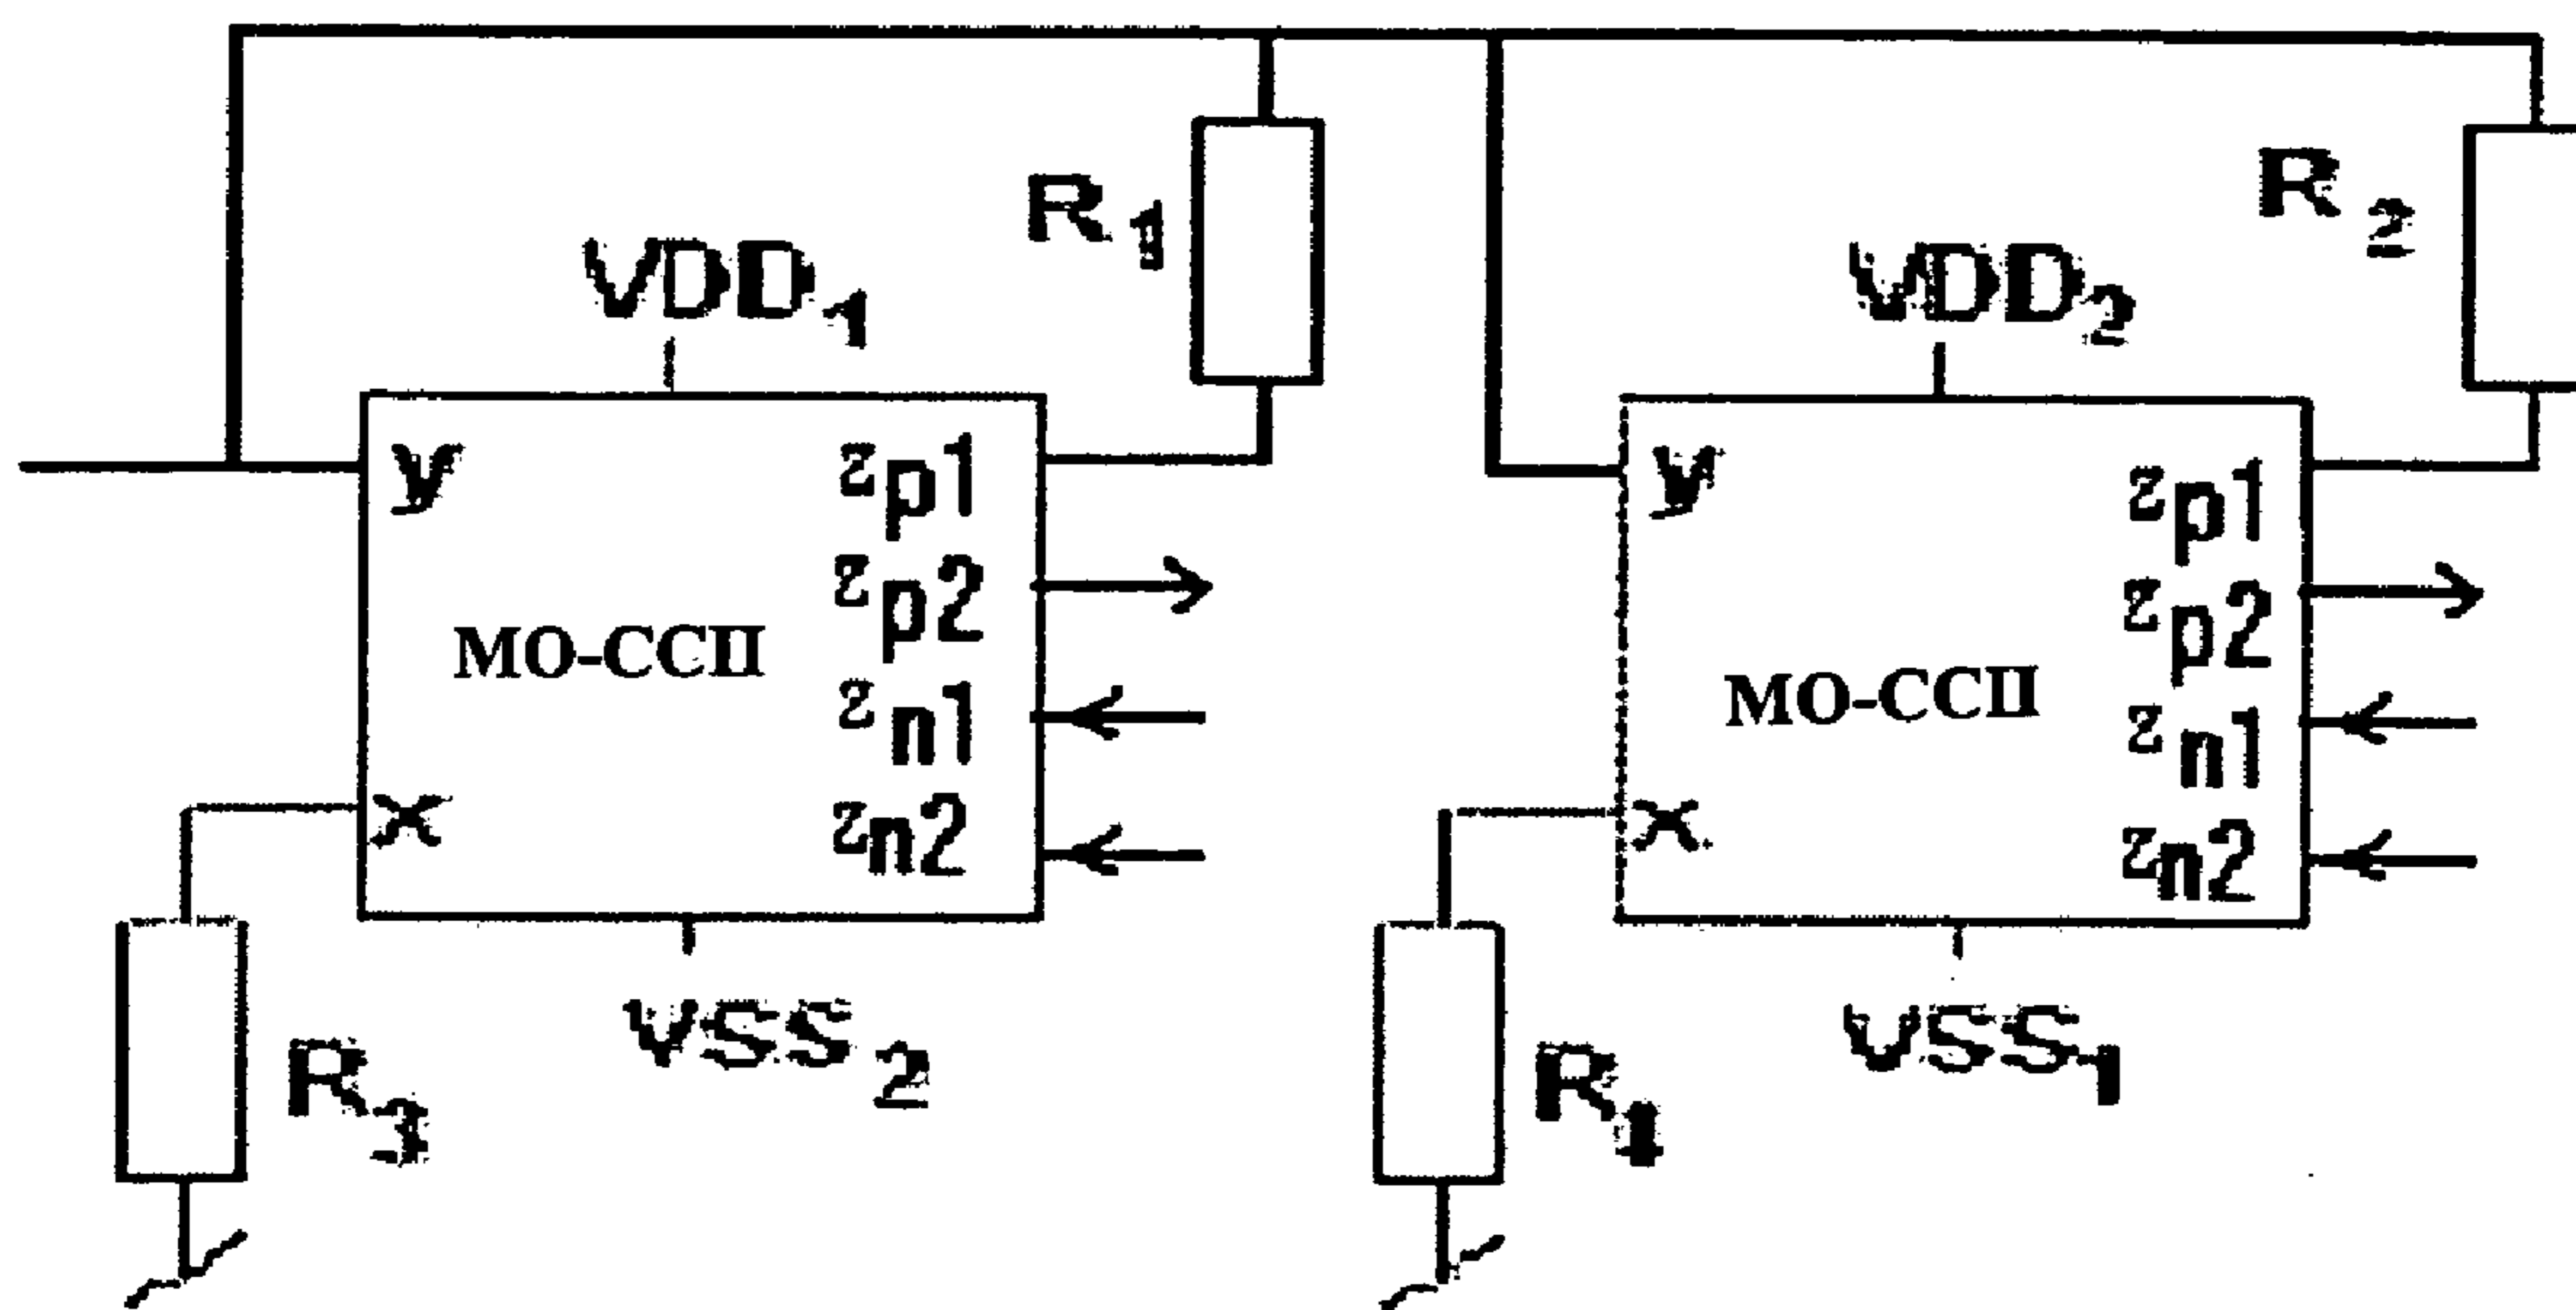 R1
R2
VDD1
VDD2
y
zp1
zp2
MO-CCII
zn1
zn2
x
y
zp1
zp2
MO-CCII
zn1
zn2
x
VSS2
VSS1
R3
R1